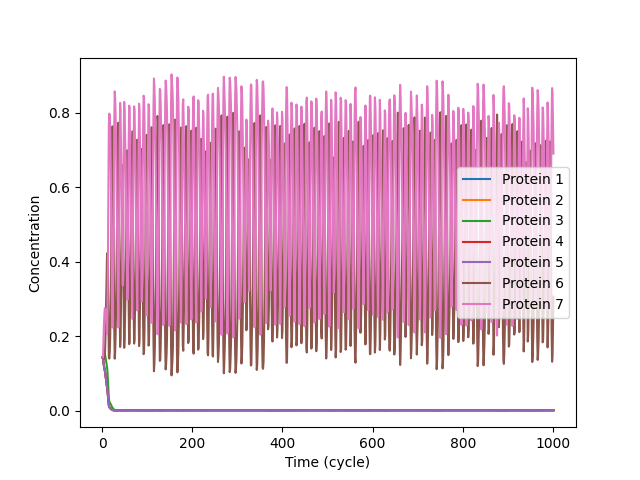 0.8
0.6
0.4
0.2
0.0
Concentration
0
200
400
600
800
1000
Time (cycle)
Protein 1
Protein 2
Protein 3
Protein 4
Protein 5
Protein 6
Protein 7